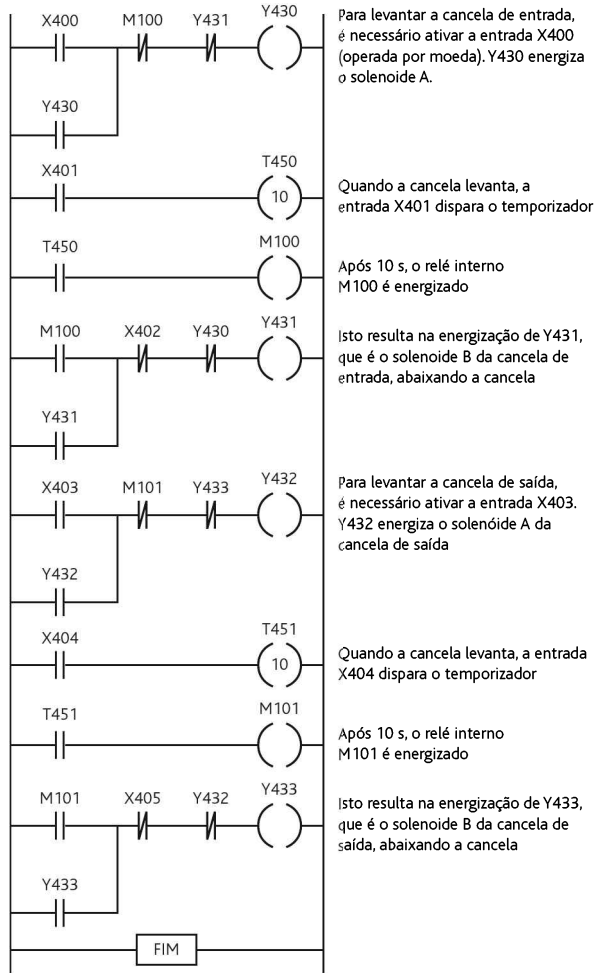 X400 M100 Y431 Y430
Para levantar a cancela de entrada,
é necessário ativar a entrada X400
(operada por moeda). Y430 energiza
o solenoide A.
Y430
X401 T450
10
Quando a cancela levanta, a
entrada X401 dispara o temporizador
T450 M100
Após 10 s, o relé interno
M100 é energizado
M100 X402 Y430 Y431
Isto resulta na energização de Y431,
que é o solenoide B da cancela de
entrada, abaixando a cancela
Y431
X403 M101 Y433 Y432
Para levantar a cancela de saída,
é necessário ativar a entrada X403.
Y432 energiza o solenóide A da
cancela de saída
Y432
X404 T451
10
Quando a cancela levanta, a entrada
X404 dispara o temporizador
T451 M101
Após 10 s, o relé interno
M101 é energizado
M101 X405 Y432 Y433
Isto resulta na energização de Y433,
que é o solenoide B da cancela de
saída, abaixando a cancela
Y433
FIM